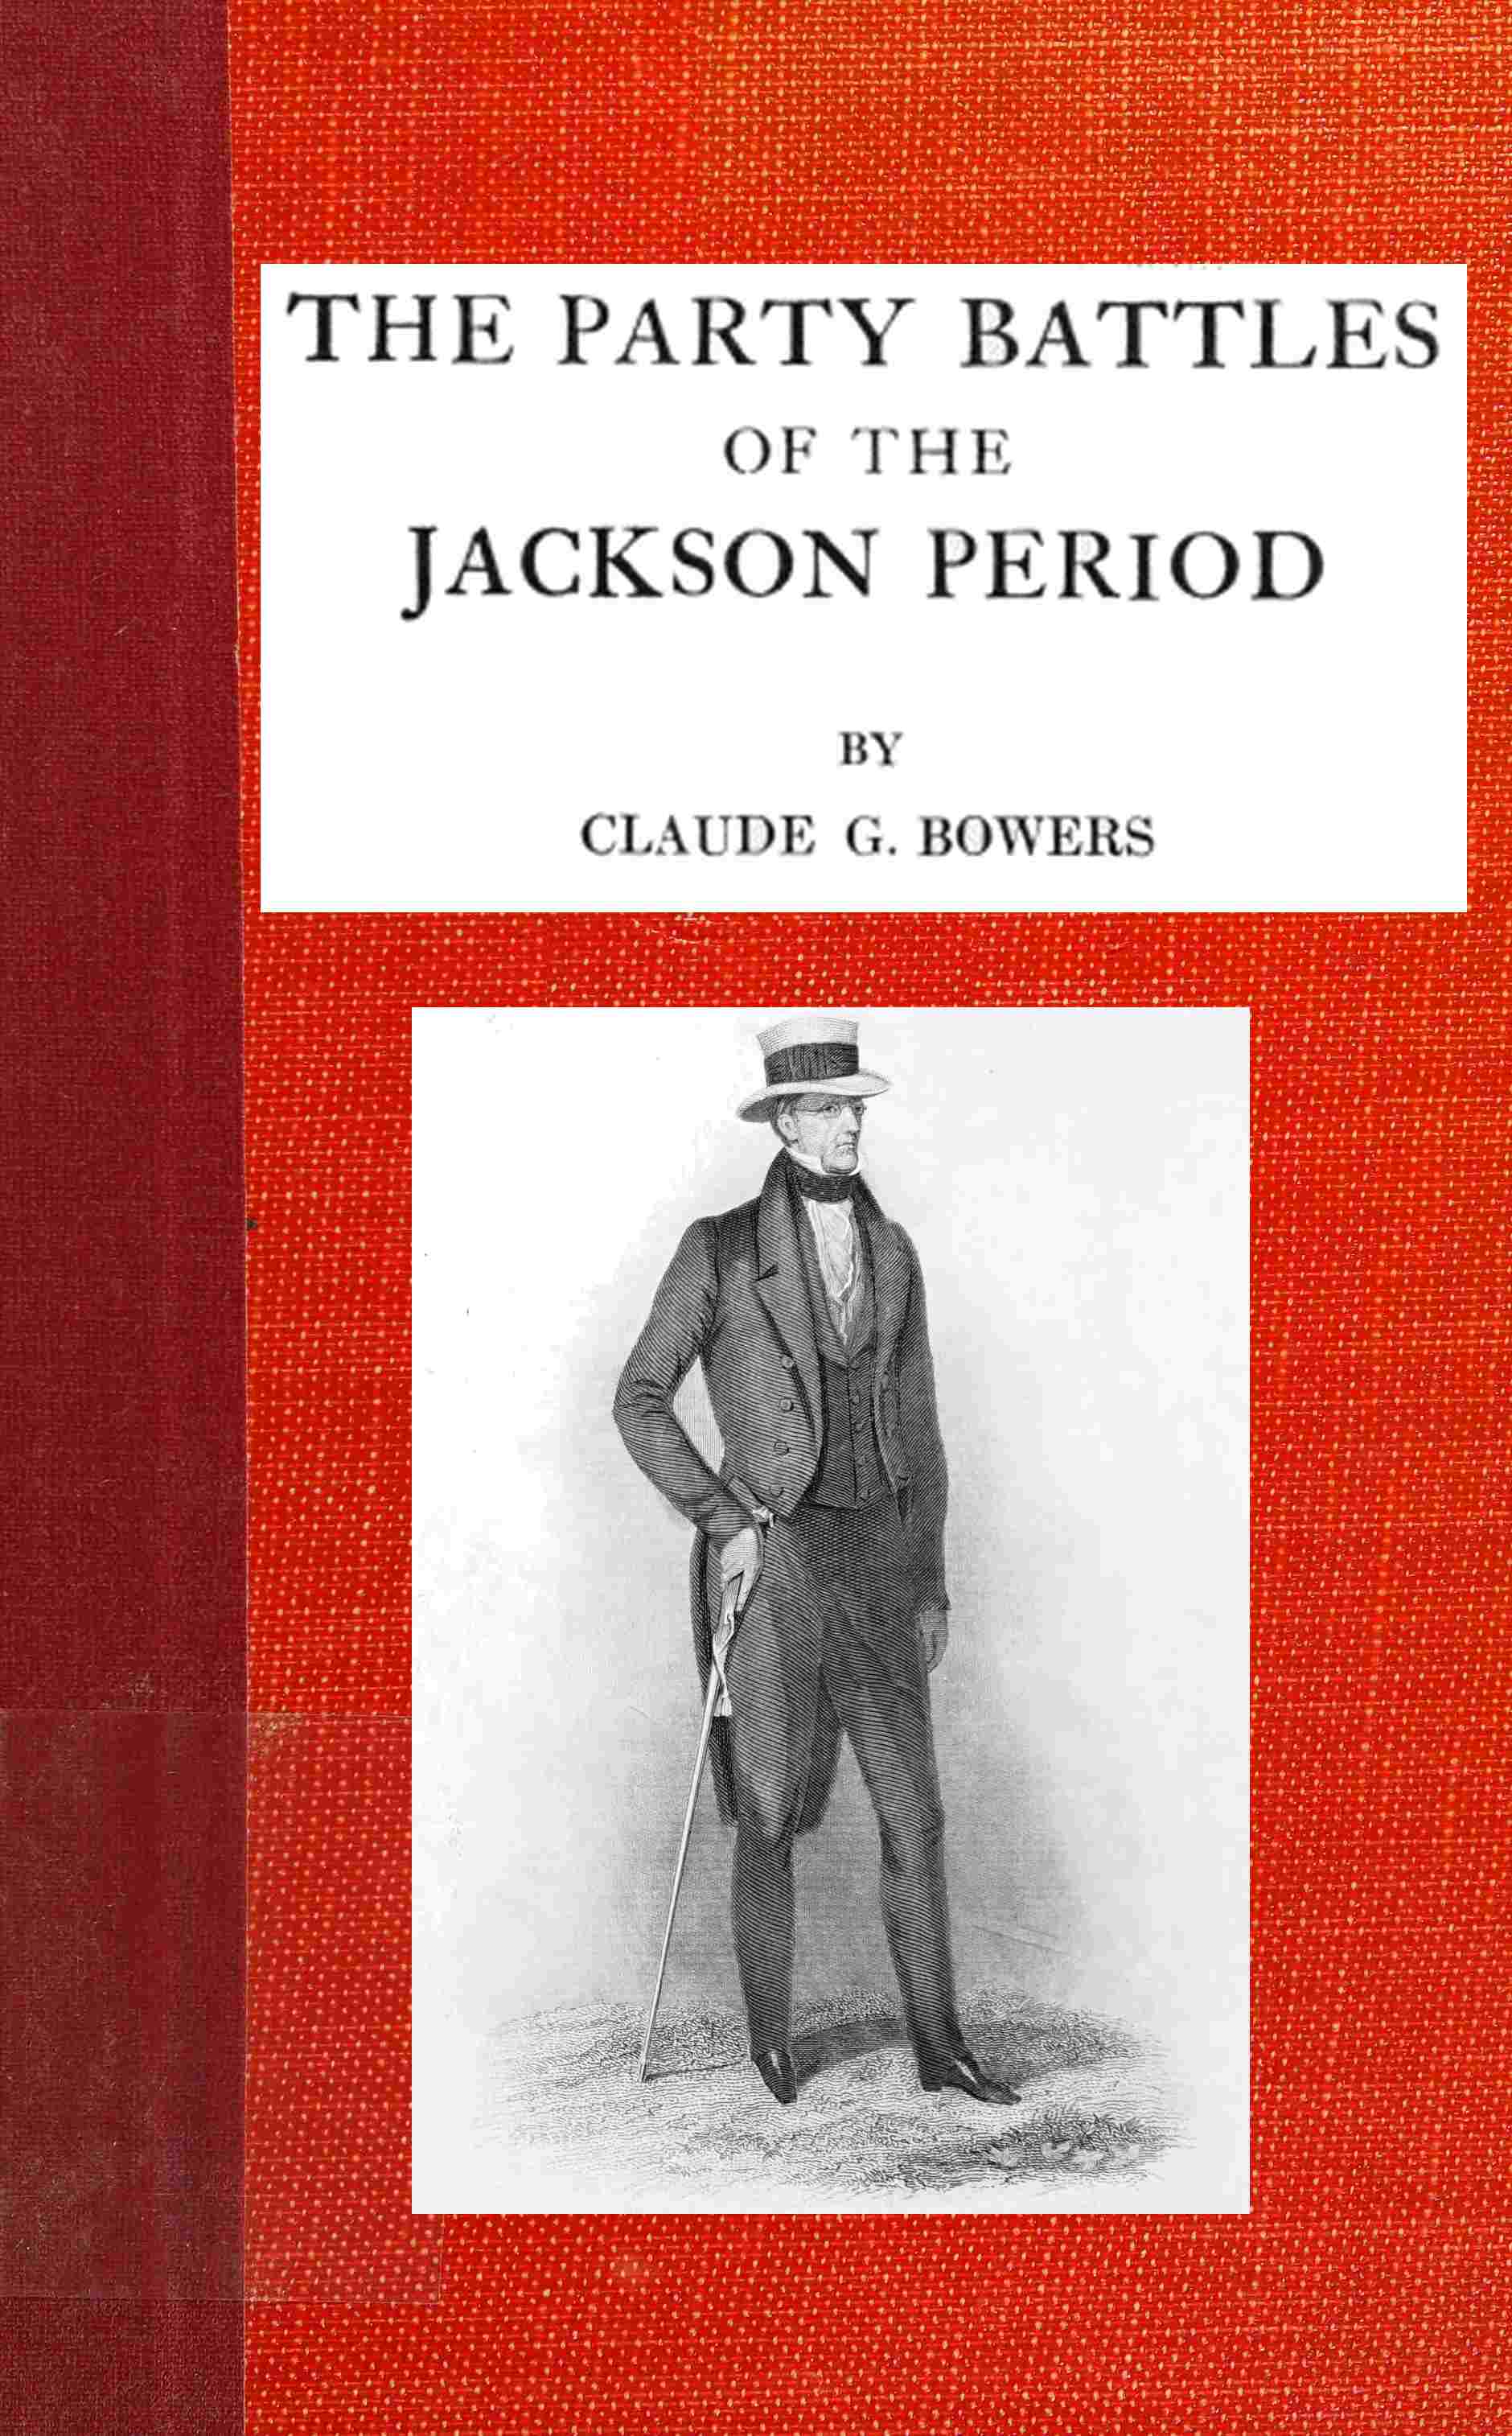 THE PARTY BATTLES
OF THE
JACKSON PERIOD
BY
CLAUDE G. BOWERS